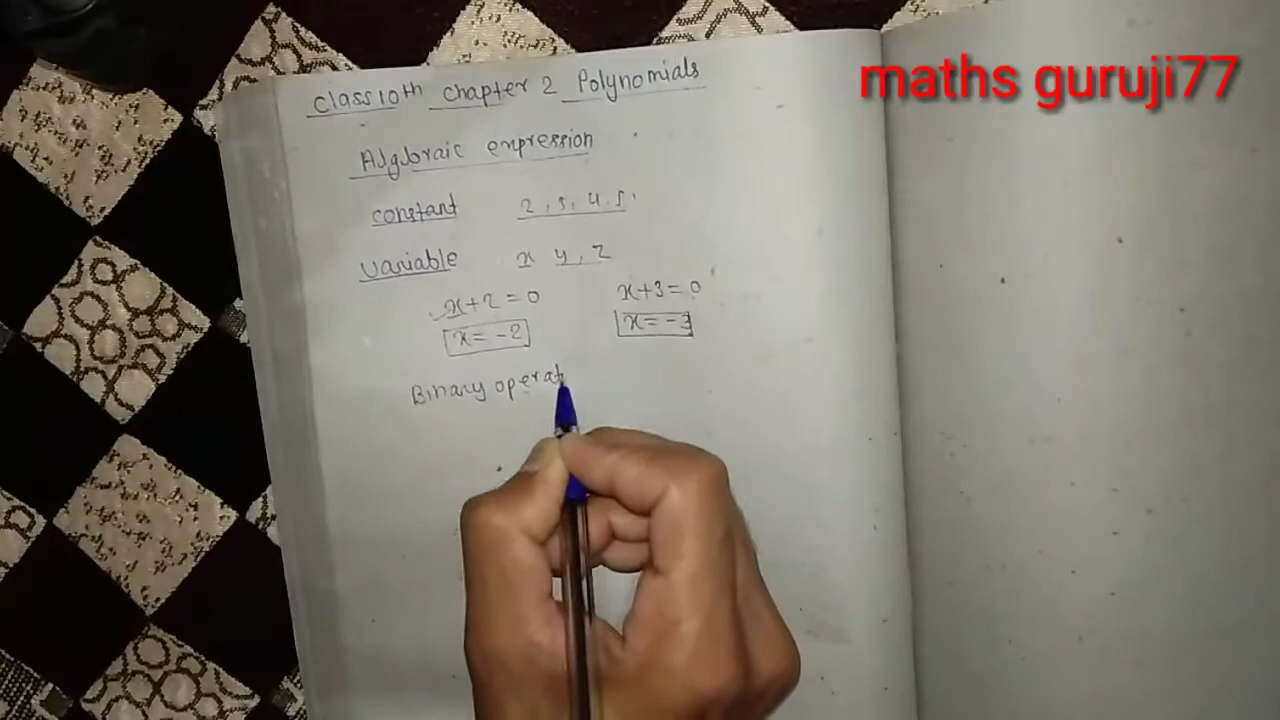 maths guruji77
class 10th chapter 2 Polynomials
Algbraic expression
constant 2, 3, 4, 5,
variable x y, z
x+2=0 x+3=0
x=-2 x=-3
Binary operat